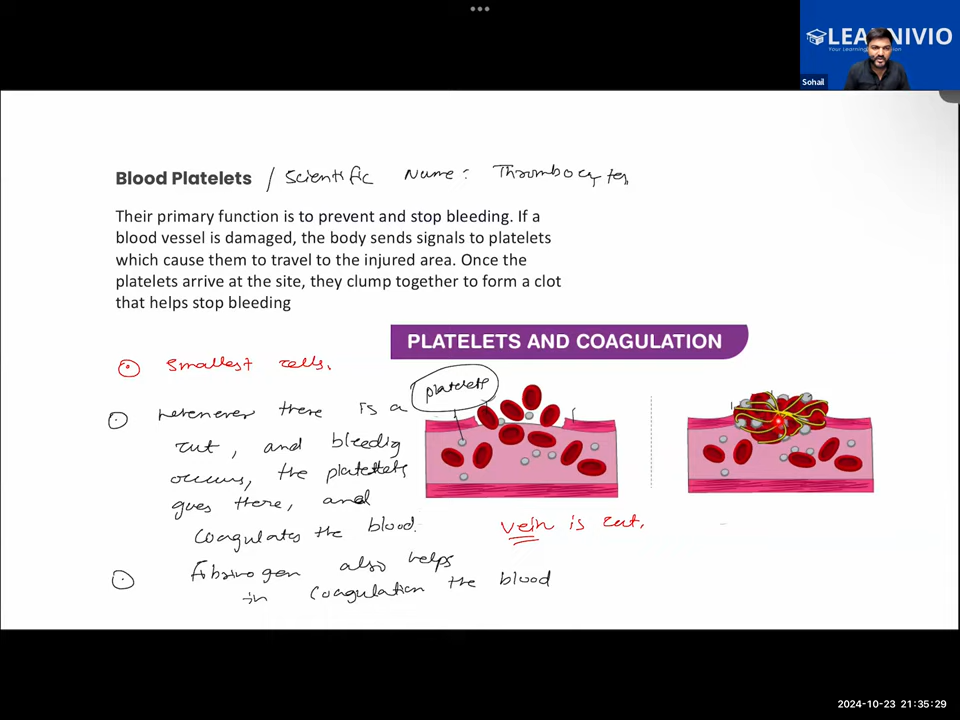 LEARNIVIO
Sohail
Blood Platelets / Scientific Name: Thrombocytes
Their primary function is to prevent and stop bleeding. If a
blood vessel is damaged, the body sends signals to platelets
which cause them to travel to the injured area. Once the
platelets arrive at the site, they clump together to form a clot
that helps stop bleeding
PLATELETS AND COAGULATION
Smallest cells.
platelets
whenever there is a
cut, and bleedig
occurs, the platelets
goes there, and
coagulates the blood.
vein is cut.
Fibrinogen also helps
in coagulation the blood
2024-10-23 21:35:29